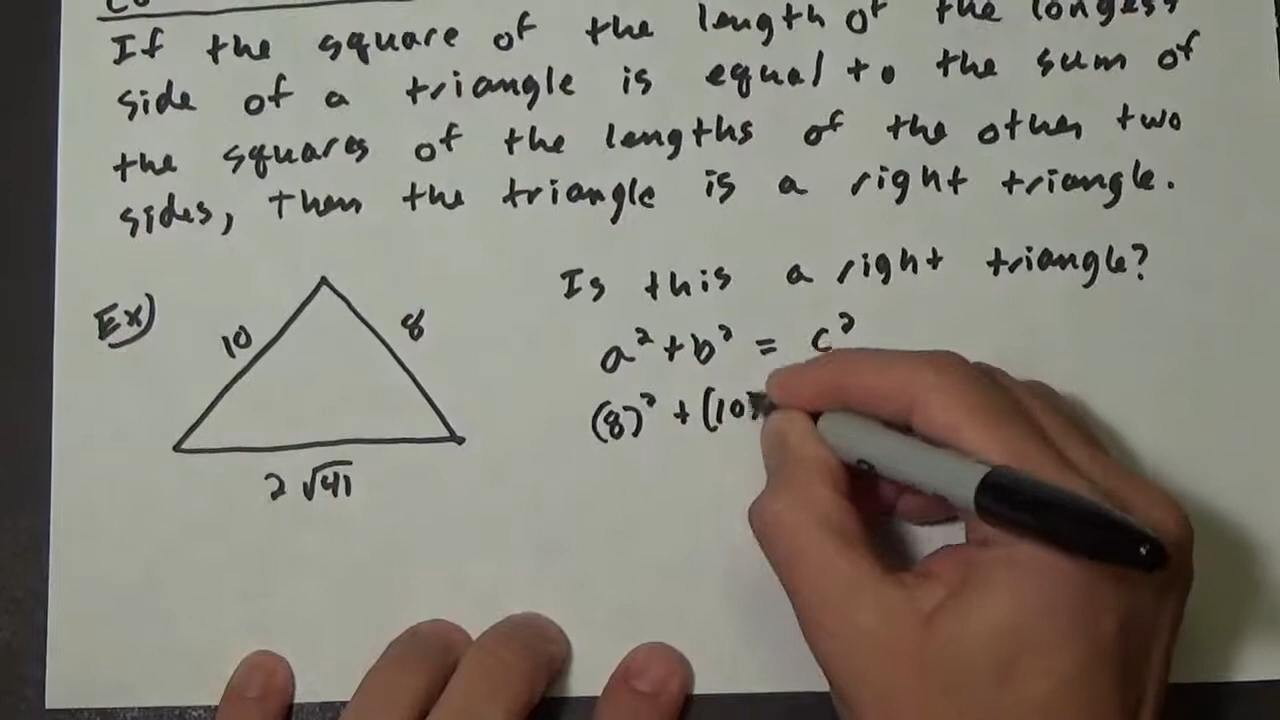 If the square of the length of the longest
side of a triangle is equal to the sum of
the squares of the lengths of the other two
sides, then the triangle is a right triangle.
Is this a right triangle?
Ex)
10
8
2 √41
a² + b² = c²
(8)² + (10)